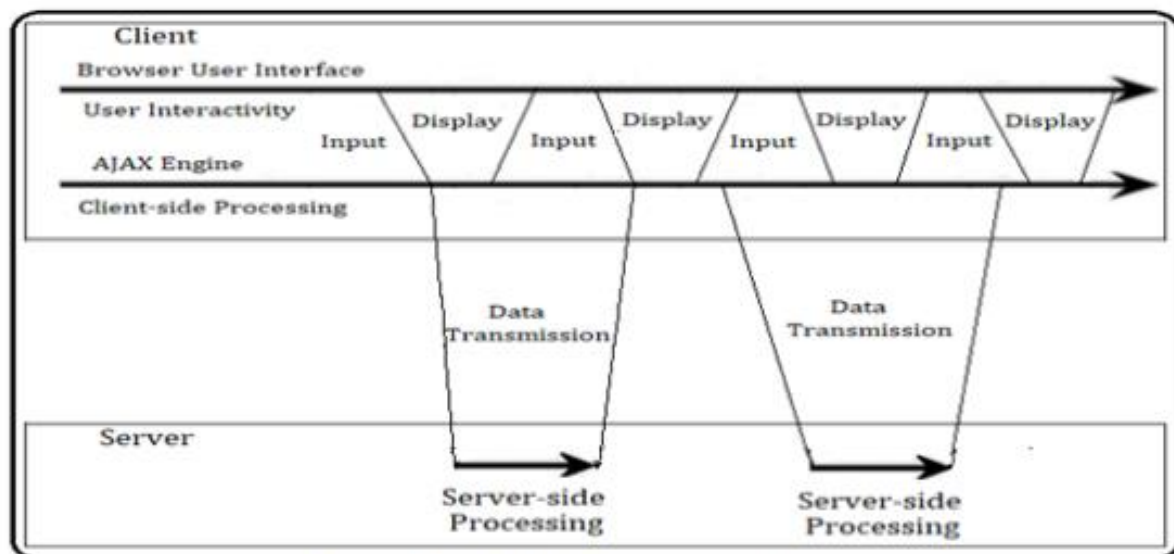 Client
Browser User Interface
User Interactivity
Display
Display
Display
Display
Input
Input
Input
Input
AJAX Engine
Client-side Processing
Data
Transmission
Data
Transmission
Server
Server-side
Processing
Server-side
Processing